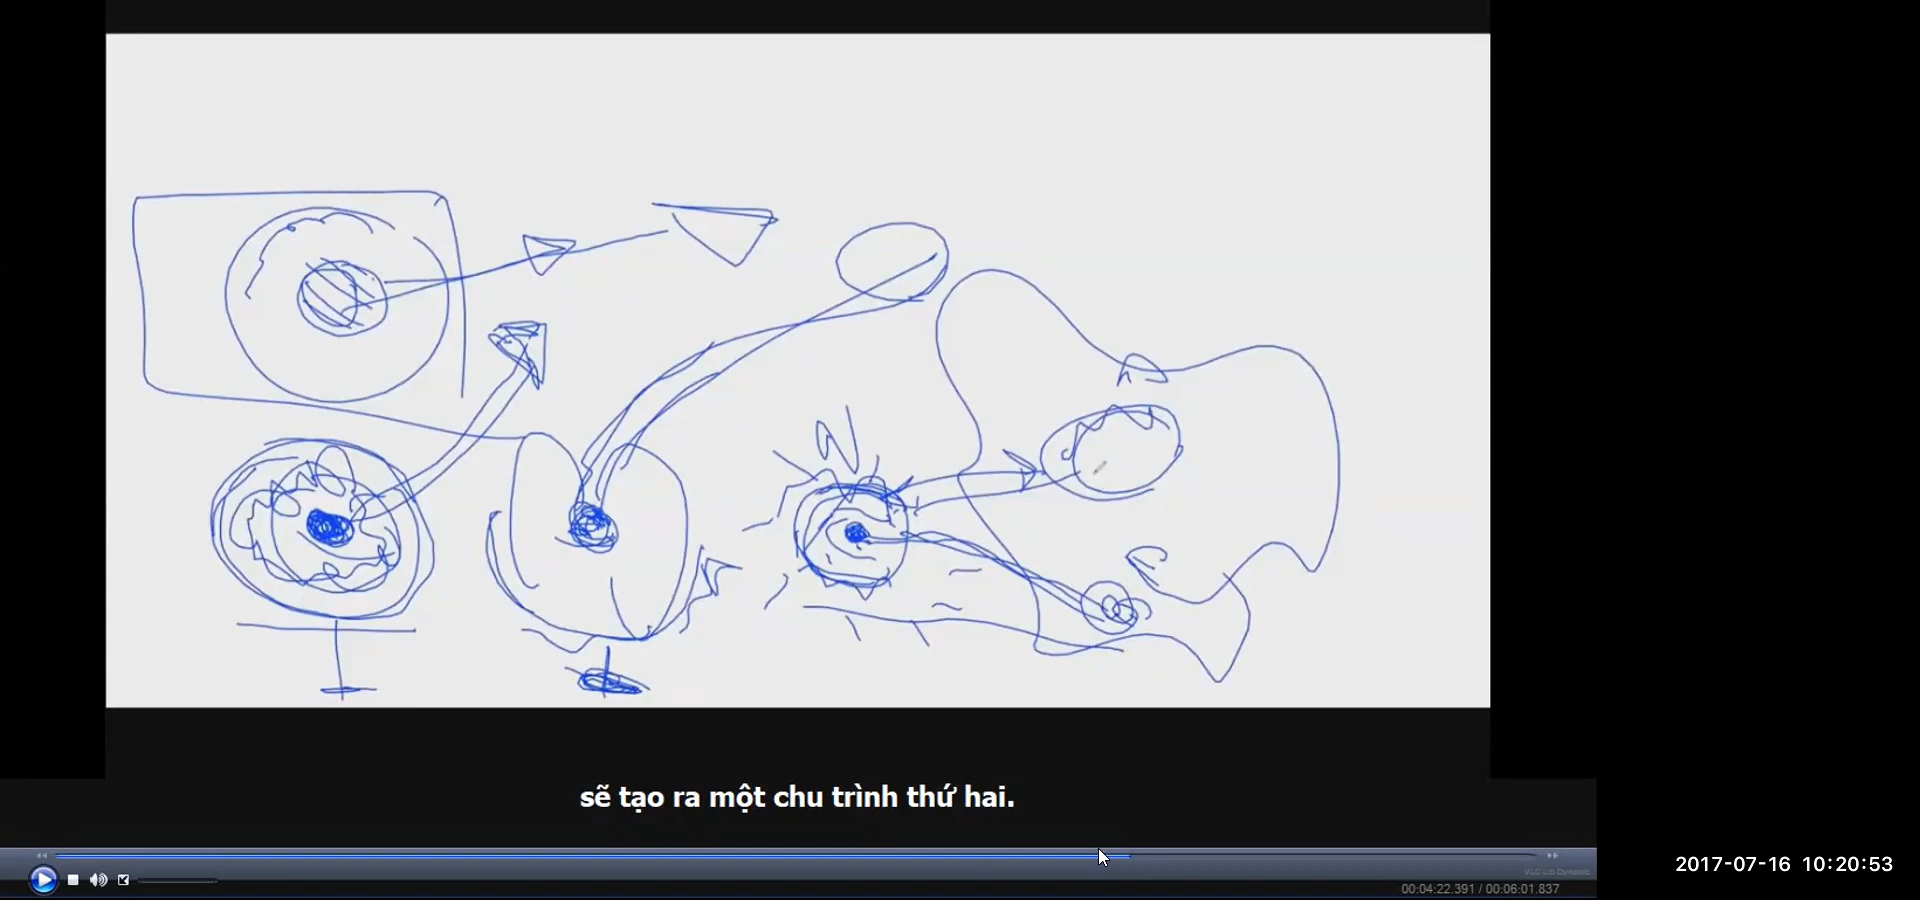 sẽ tạo ra một chu trình thứ hai.
2017-07-16 10:20:53
00:04:22.391 / 00:06:01.837